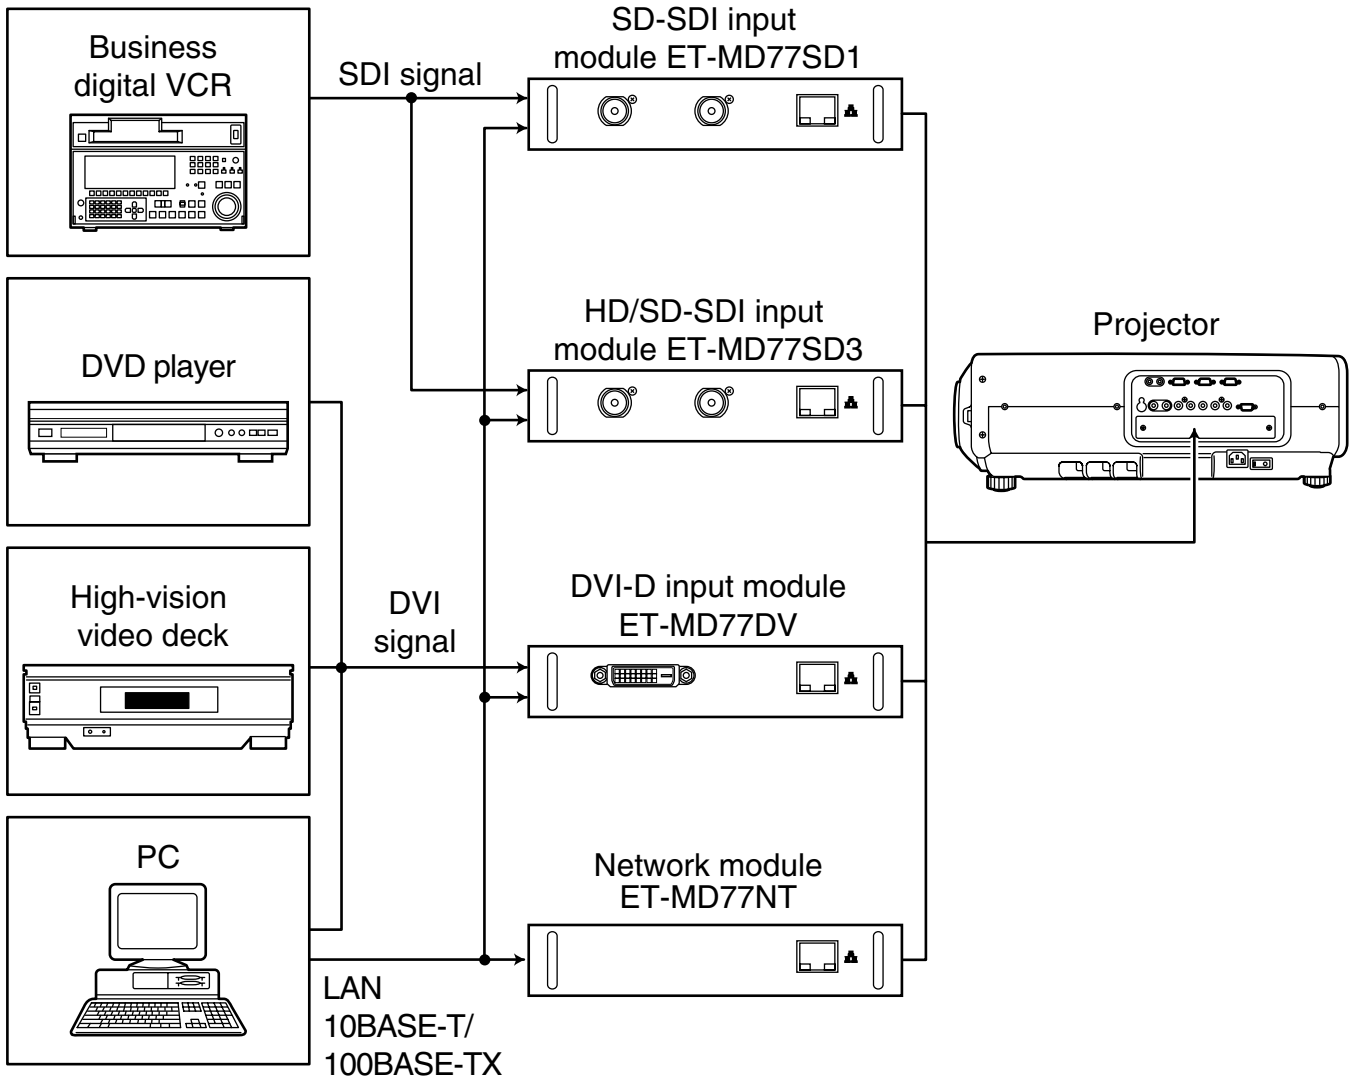 Business
digital VCR
SDI signal
SD-SDI input
module ET-MD77SD1
DVD player
HD/SD-SDI input
module ET-MD77SD3
Projector
High-vision
video deck
DVI
signal
DVI-D input module
ET-MD77DV
PC
Network module
ET-MD77NT
LAN
10BASE-T/
100BASE-TX